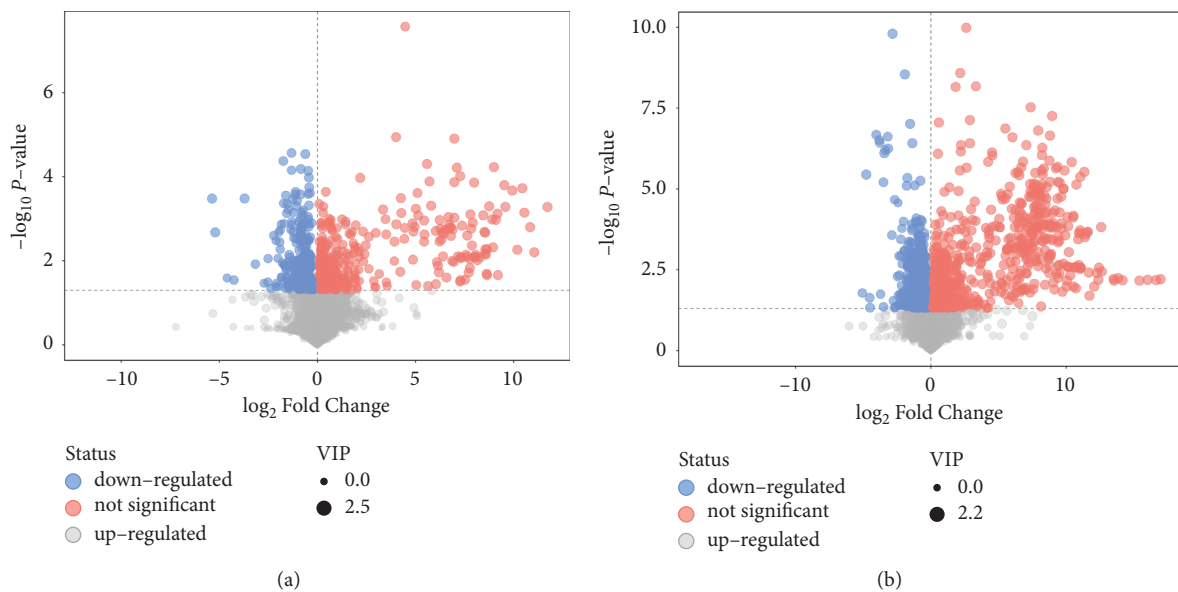 6
4
2
0
−log10 P−value
−10
−5
0
5
10
log2 Fold Change
Status
down−regulated
not significant
up−regulated
VIP
0.0
2.5
(a)
10.0
7.5
5.0
2.5
0
−log10 P−value
−10
0
10
log2 Fold Change
Status
down−regulated
not significant
up−regulated
VIP
0.0
2.2
(b)